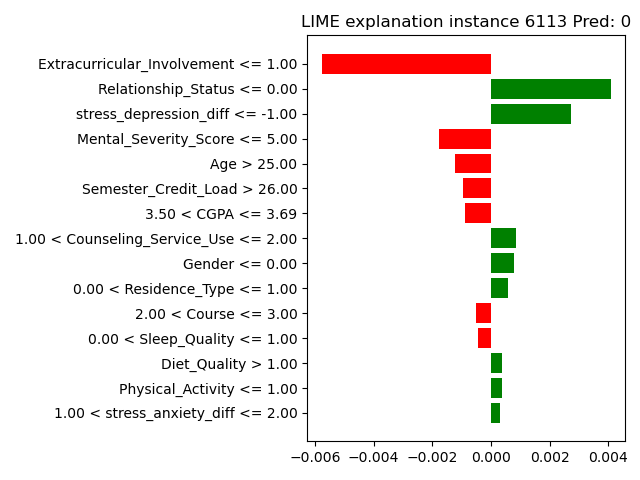 LIME explanation instance 6113 Pred: 0
Extracurricular_Involvement <= 1.00
Relationship_Status <= 0.00
stress_depression_diff <= -1.00
Mental_Severity_Score <= 5.00
Age > 25.00
Semester_Credit_Load > 26.00
3.50 < CGPA <= 3.69
1.00 < Counseling_Service_Use <= 2.00
Gender <= 0.00
0.00 < Residence_Type <= 1.00
2.00 < Course <= 3.00
0.00 < Sleep_Quality <= 1.00
Diet_Quality > 1.00
Physical_Activity <= 1.00
1.00 < stress_anxiety_diff <= 2.00
−0.006 −0.004 −0.002 0.000 0.002 0.004